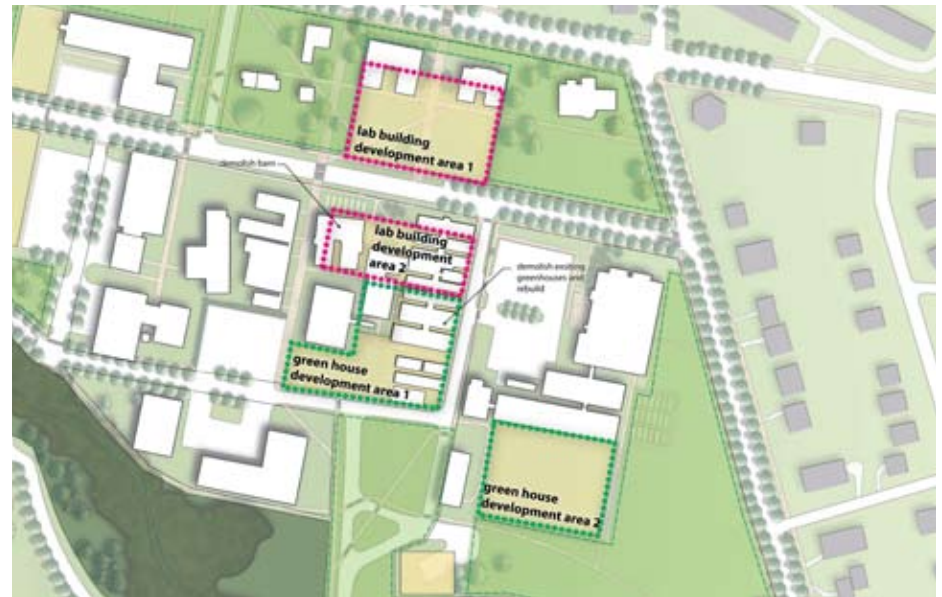 lab building
development area 1
demolish barn
lab building
development
area 2
demolish existing
greenhouses and
rebuild
green house
development area 1
green house
development area 2